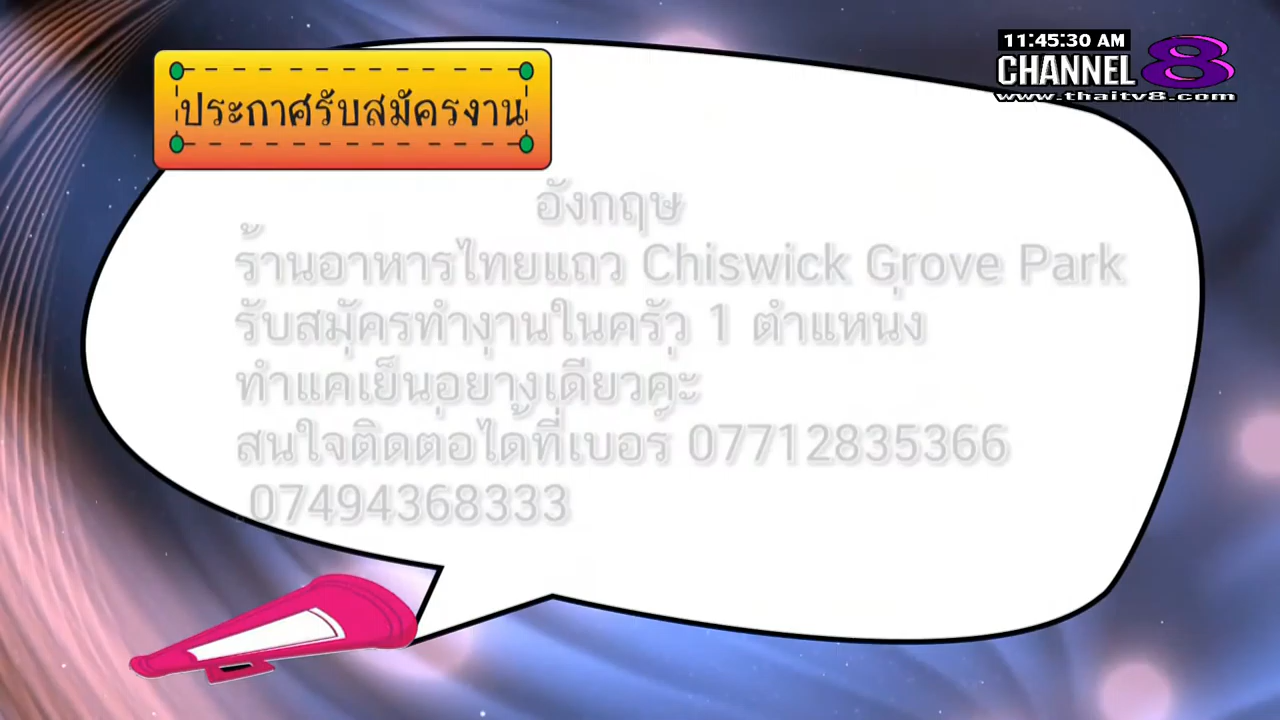 11:45:30 AM
CHANNEL 8
www.thaitv8.com
ประกาศรับสมัครงาน
อังกฤษ
ร้านอาหารไทยแถว Chiswick Grove Park
รับสมัครทำงานในครัว 1 ตำแหน่ง
ทำแค่เย็นอย่างเดียวค่ะ
สนใจติดต่อได้ที่เบอร์ 07712835366
07494368333